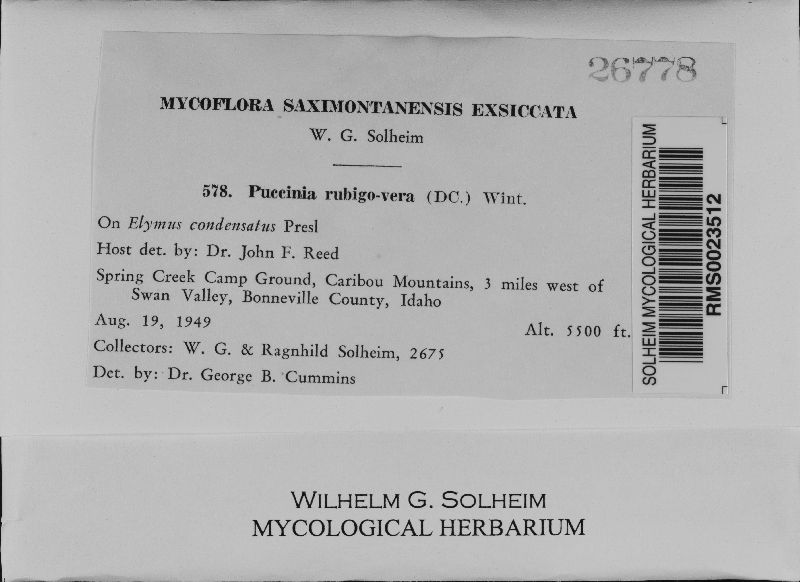 26778
MYCOFLORA SAXIMONTANENSIS EXSICCATA
W. G. Solheim
578. Puccinia rubigo-vera (DC.) Wint.
On Elymus condensatus Presl
Host det. by: Dr. John F. Reed
Spring Creek Camp Ground, Caribou Mountains, 3 miles west of
Swan Valley, Bonneville County, Idaho
Aug. 19, 1949
Alt. 5500 ft.
Collectors: W. G. & Ragnhild Solheim, 2675
Det. by: Dr. George B. Cummins
SOLHEIM MYCOLOGICAL HERBARIUM
RMS0023512
WILHELM G. SOLHEIM
MYCOLOGICAL HERBARIUM